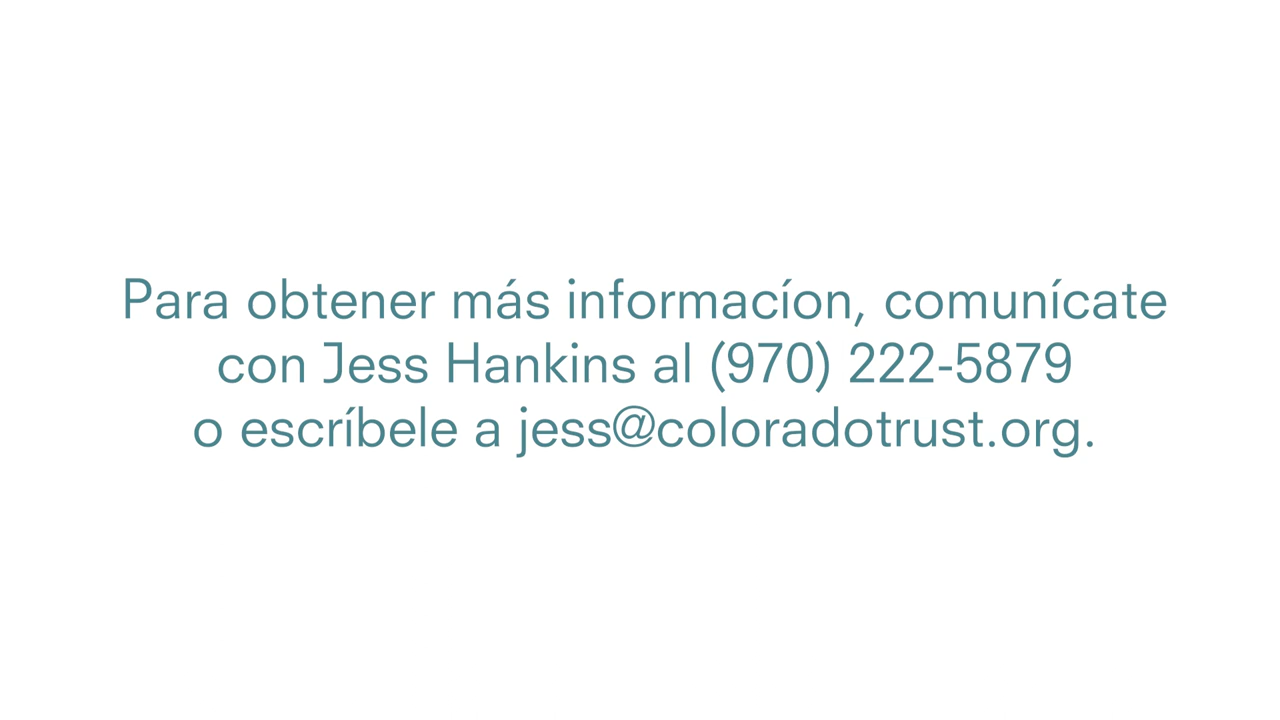 Para obtener más informacíon, comunícate
con Jess Hankins al (970) 222-5879
o escríbele a jess@coloradotrust.org.